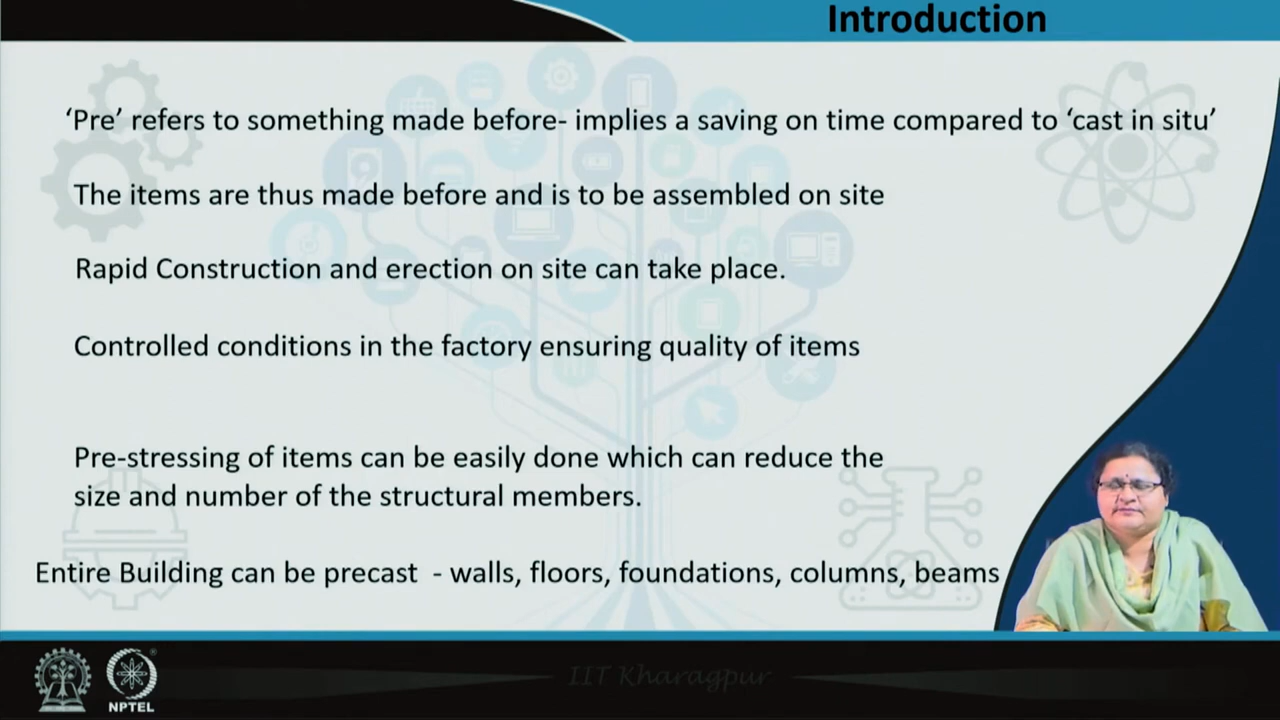 Introduction
‘Pre’ refers to something made before- implies a saving on time compared to ‘cast in situ’
The items are thus made before and is to be assembled on site
Rapid Construction and erection on site can take place.
Controlled conditions in the factory ensuring quality of items
Pre-stressing of items can be easily done which can reduce the
size and number of the structural members.
Entire Building can be precast - walls, floors, foundations, columns, beams
IIT Kharagpur
NPTEL